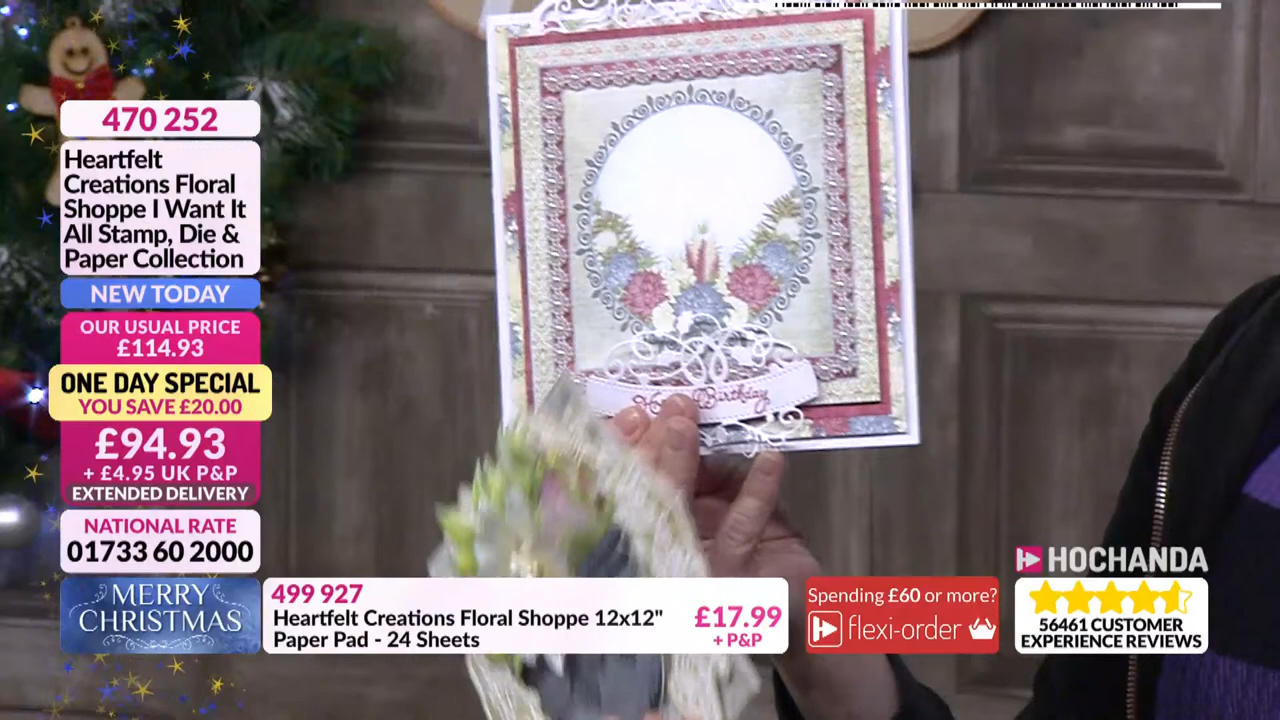 470 252
Heartfelt
Creations Floral
Shoppe I Want It
All Stamp, Die &
Paper Collection
NEW TODAY
OUR USUAL PRICE
£114.93
ONE DAY SPECIAL
YOU SAVE £20.00
£94.93
+ £4.95 UK P&P
EXTENDED DELIVERY
NATIONAL RATE
01733 60 2000
MERRY
CHRISTMAS
499 927
Heartfelt Creations Floral Shoppe 12x12"
Paper Pad - 24 Sheets
£17.99
+ P&P
Spending £60 or more?
flexi-order
HOCHANDA
56461 CUSTOMER
EXPERIENCE REVIEWS
Birthday